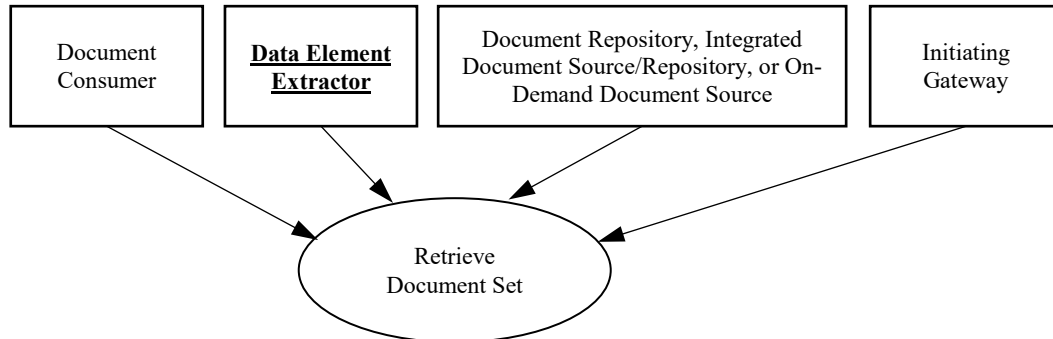 Document
Consumer
Data Element
Extractor
Document Repository, Integrated
Document Source/Repository, or On-
Demand Document Source
Initiating
Gateway
Retrieve
Document Set